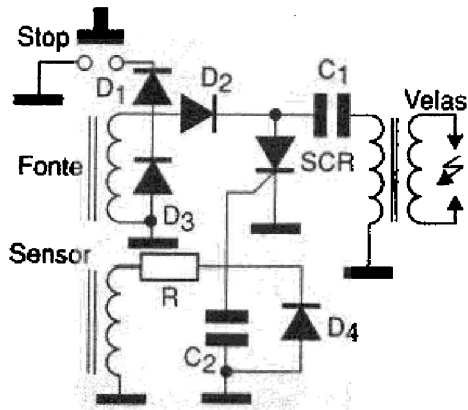 Stop
D1
D2
C1
Velas
Fonte
SCR
D3
Sensor
R
C2
D4